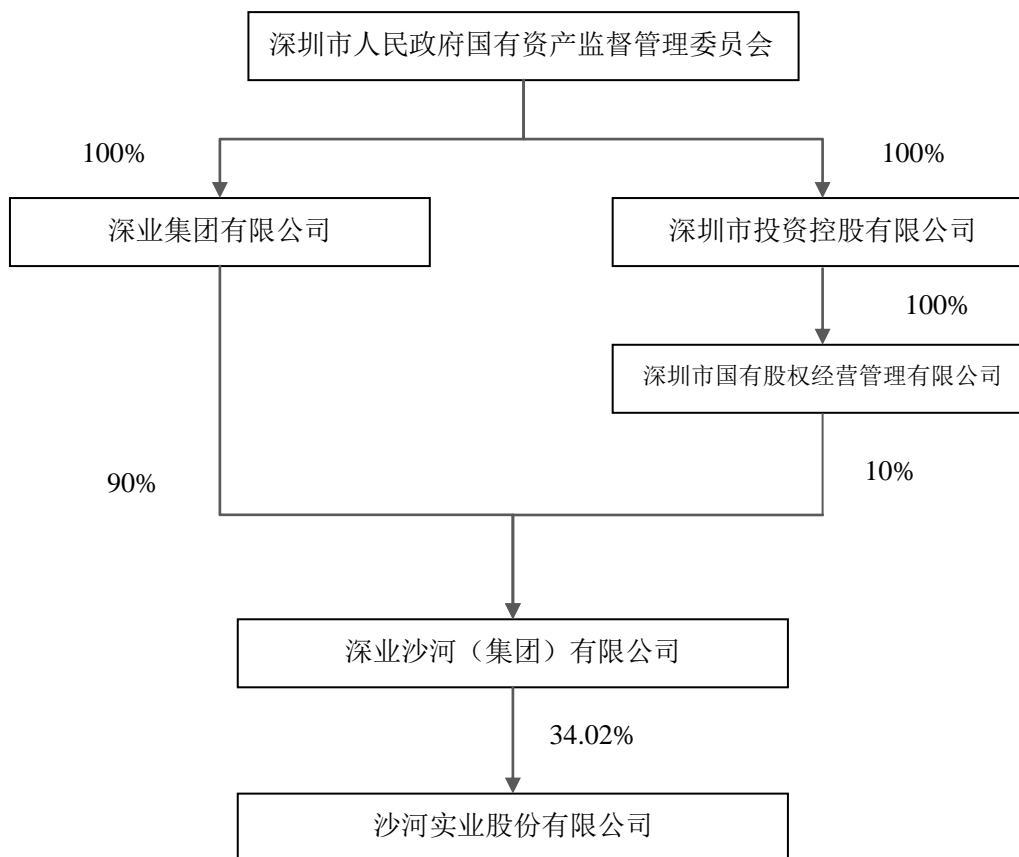 深圳市人民政府国有资产监督管理委员会
100%
100%
深业集团有限公司
深圳市投资控股有限公司
100%
深圳市国有股权经营管理有限公司
90%
10%
深业沙河（集团）有限公司
34.02%
沙河实业股份有限公司